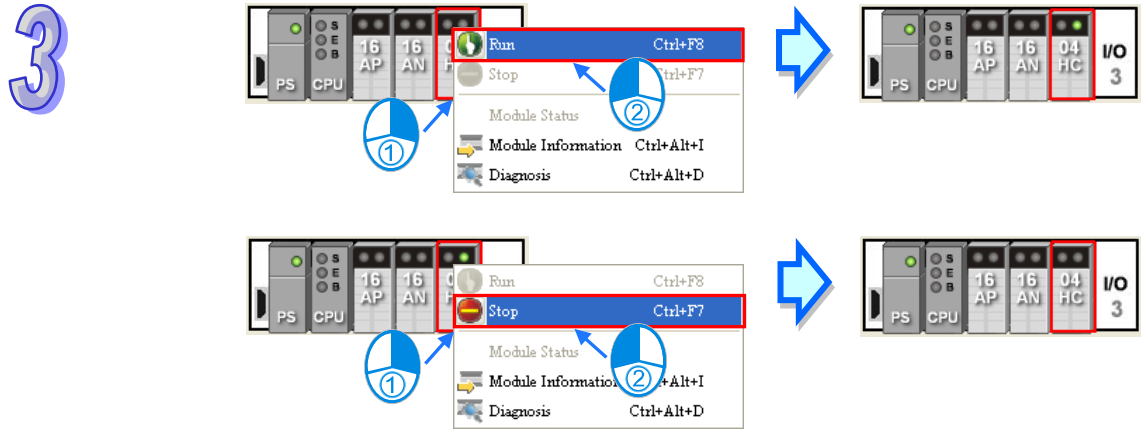 3
S
E
B
PS
CPU
16
AP
16
AN
Run Ctrl+F8
Stop Ctrl+F7
Module Status
Module Information Ctrl+Alt+I
Diagnosis Ctrl+Alt+D
①
②
S
E
B
PS
CPU
16
AP
16
AN
04
HC
I/O
3
S
E
B
PS
CPU
16
AP
16
AN
Run Ctrl+F8
Stop Ctrl+F7
Module Status
Module Information +Alt+I
Diagnosis Ctrl+Alt+D
①
②
S
E
B
PS
CPU
16
AP
16
AN
04
HC
I/O
3